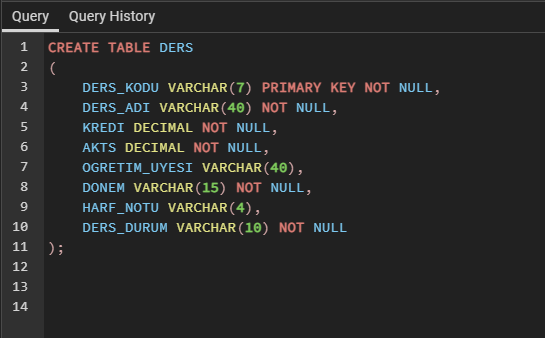 Query Query History
1 CREATE TABLE DERS
2 (
3 DERS_KODU VARCHAR(7) PRIMARY KEY NOT NULL,
4 DERS_ADI VARCHAR(40) NOT NULL,
5 KREDI DECIMAL NOT NULL,
6 AKTS DECIMAL NOT NULL,
7 OGRETIM_UYESI VARCHAR(40),
8 DONEM VARCHAR(15) NOT NULL,
9 HARF_NOTU VARCHAR(4),
10 DERS_DURUM VARCHAR(10) NOT NULL
11 );
12
13
14